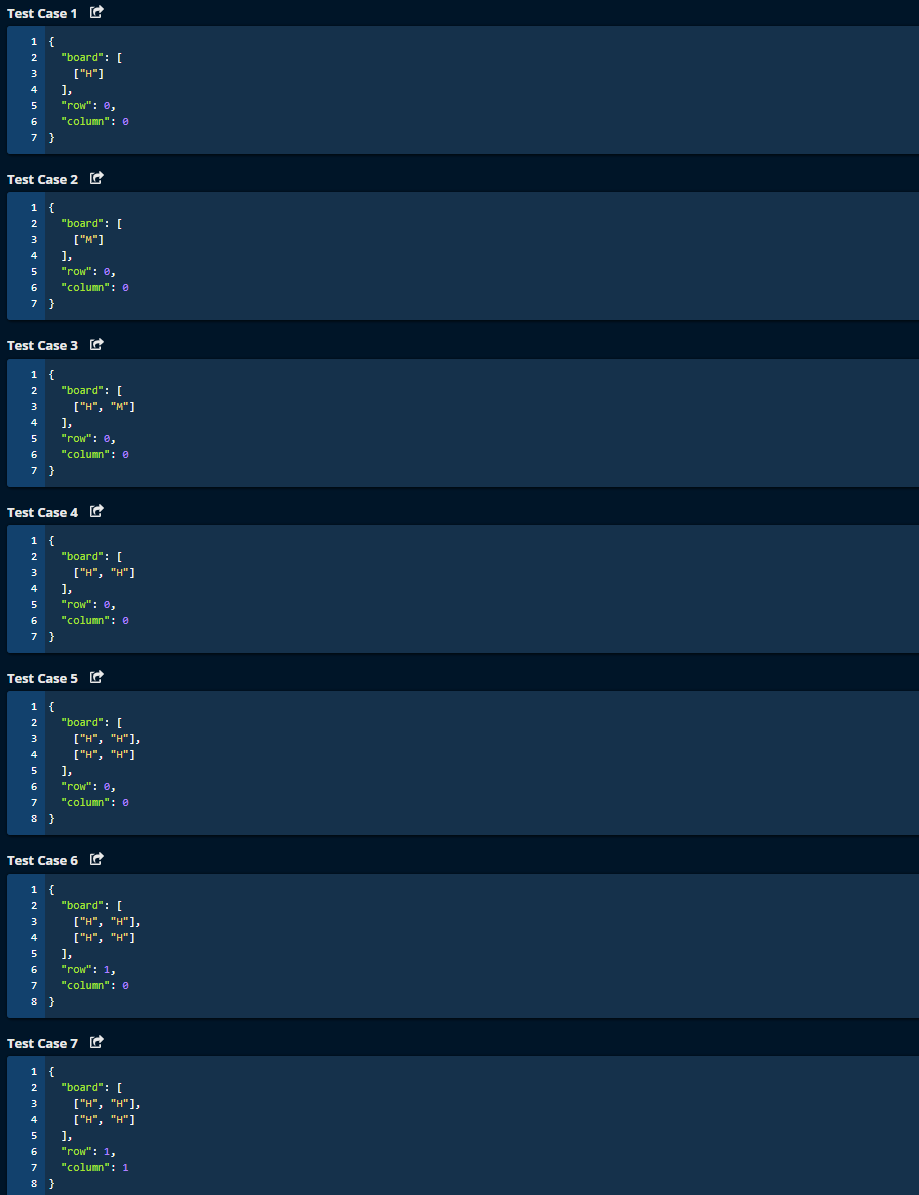 Test Case 1
1 {
2   "board": [
3     ["H"]
4   ],
5   "row": 0,
6   "column": 0
7 }
Test Case 2
1 {
2   "board": [
3     ["M"]
4   ],
5   "row": 0,
6   "column": 0
7 }
Test Case 3
1 {
2   "board": [
3     ["H", "M"]
4   ],
5   "row": 0,
6   "column": 0
7 }
Test Case 4
1 {
2   "board": [
3     ["H", "H"]
4   ],
5   "row": 0,
6   "column": 0
7 }
Test Case 5
1 {
2   "board": [
3     ["H", "H"],
4     ["H", "H"]
5   ],
6   "row": 0,
7   "column": 0
8 }
Test Case 6
1 {
2   "board": [
3     ["H", "H"],
4     ["H", "H"]
5   ],
6   "row": 1,
7   "column": 0
8 }
Test Case 7
1 {
2   "board": [
3     ["H", "H"],
4     ["H", "H"]
5   ],
6   "row": 1,
7   "column": 1
8 }